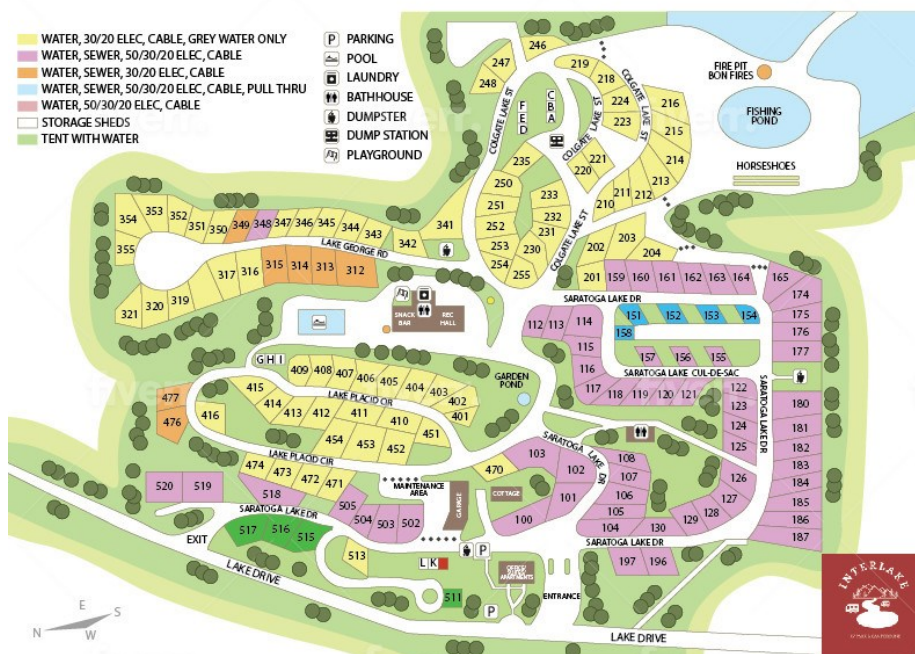 WATER, 30/20 ELEC, CABLE, GREY WATER ONLY
WATER, SEWER, 50/30/20 ELEC, CABLE
WATER, SEWER, 30/20 ELEC, CABLE
WATER, SEWER, 50/30/20 ELEC, CABLE, PULL THRU
WATER, 50/30/20 ELEC, CABLE
STORAGE SHEDS
TENT WITH WATER
P PARKING
POOL
LAUNDRY
BATHHOUSE
DUMPSTER
DUMP STATION
PLAYGROUND
246
247
248
219
218
224
223
216
215
214
213
212
211
210
221
220
COLGATE LAKE ST
COLGATE LAKE ST
COLGATE LAKE ST
COLGATE LAKE ST
FED
CBA
FIRE PIT
BON FIRES
FISHING
POND
HORSESHOES
235
250
251
252
253
254
255
233
232
231
230
202
203
204
201
354
353
352
351
350
349
348
347
346
345
344
343
342
341
355
LAKE GEORGE RD
321
320
319
317
316
315
314
313
312
159
160
161
162
163
164
165
SARATOGA LAKE DR
174
175
176
177
151
152
153
154
158
157
156
155
SARATOGA LAKE CUL-DE-SAC
112
113
114
115
116
117
118
119
120
121
122
123
124
125
SARATOGA LAKE DR
180
181
182
183
184
185
186
187
SNACK
BAR
REC
HALL
G H I
409
408
407
406
405
404
403
402
401
GARDEN
POND
415
414
413
412
411
410
LAKE PLACID CIR
454
453
452
451
477
476
416
LAKE PLACID CIR
474
473
472
471
470
103
102
101
100
SARATOGA LAKE DR
108
107
106
105
104
130
129
128
127
126
SARATOGA LAKE DR
197
196
520
519
518
505
504
503
502
SARATOGA LAKE DR
517
516
515
513
511
MAINTENANCE
AREA
GARAGE
COTTAGE
L K
P
P
APARTMENTS
ENTRANCE
EXIT
LAKE DRIVE
LAKE DRIVE
N
E
S
W
INTERLAKE